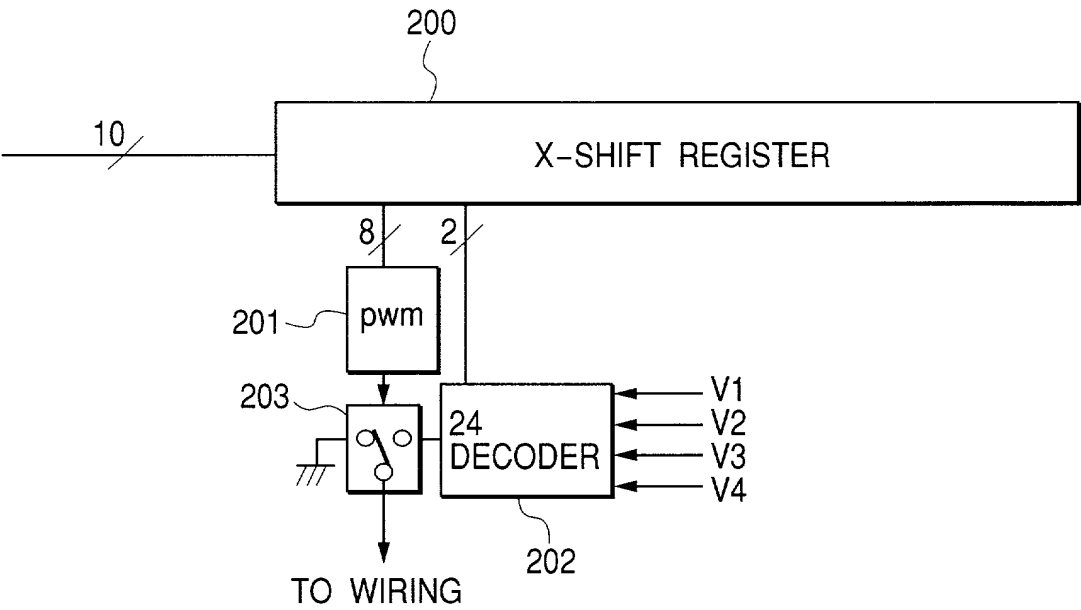 200
10
X-SHIFT REGISTER
8
2
201
pwm
203
24
DECODER
V1
V2
V3
V4
202
TO WIRING